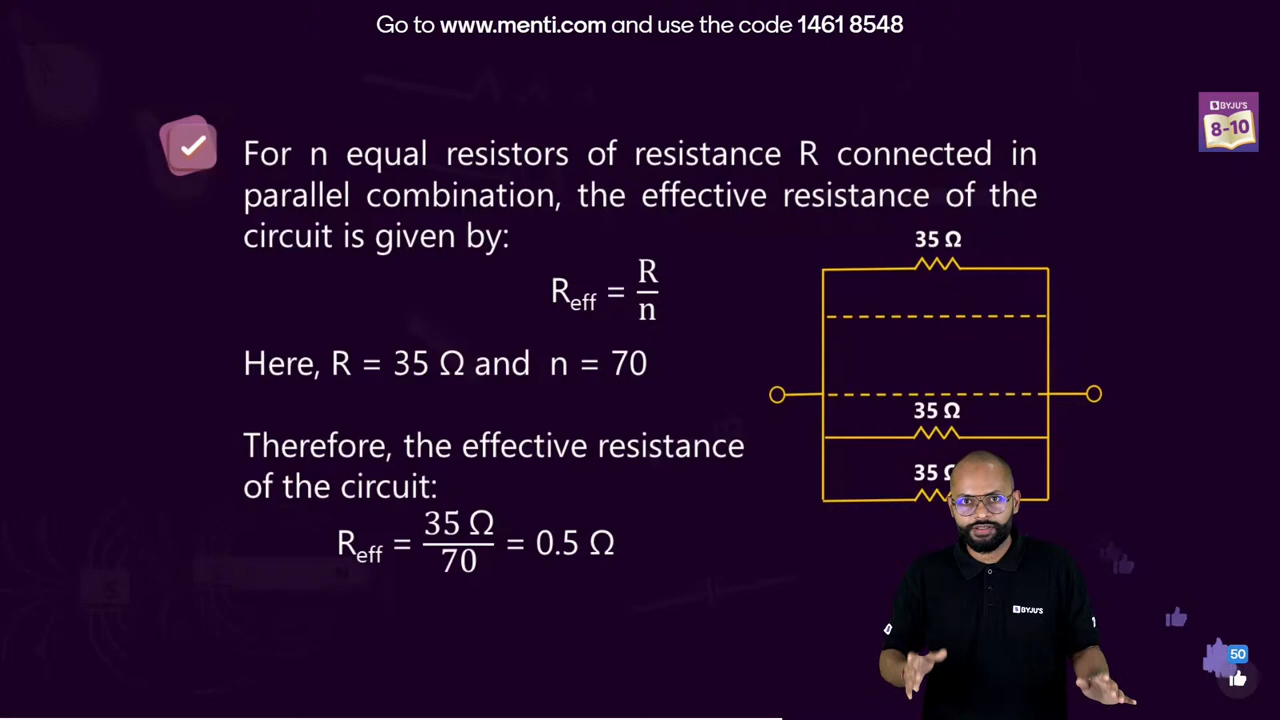 Go to www.menti.com and use the code 1461 8548
BYJU'S
8-10
For n equal resistors of resistance R connected in
parallel combination, the effective resistance of the
circuit is given by:
R_eff = R/n
Here, R = 35 Ω and n = 70
Therefore, the effective resistance
of the circuit:
R_eff = 35 Ω/70 = 0.5 Ω
35 Ω
35 Ω
35
BYJU'S
50